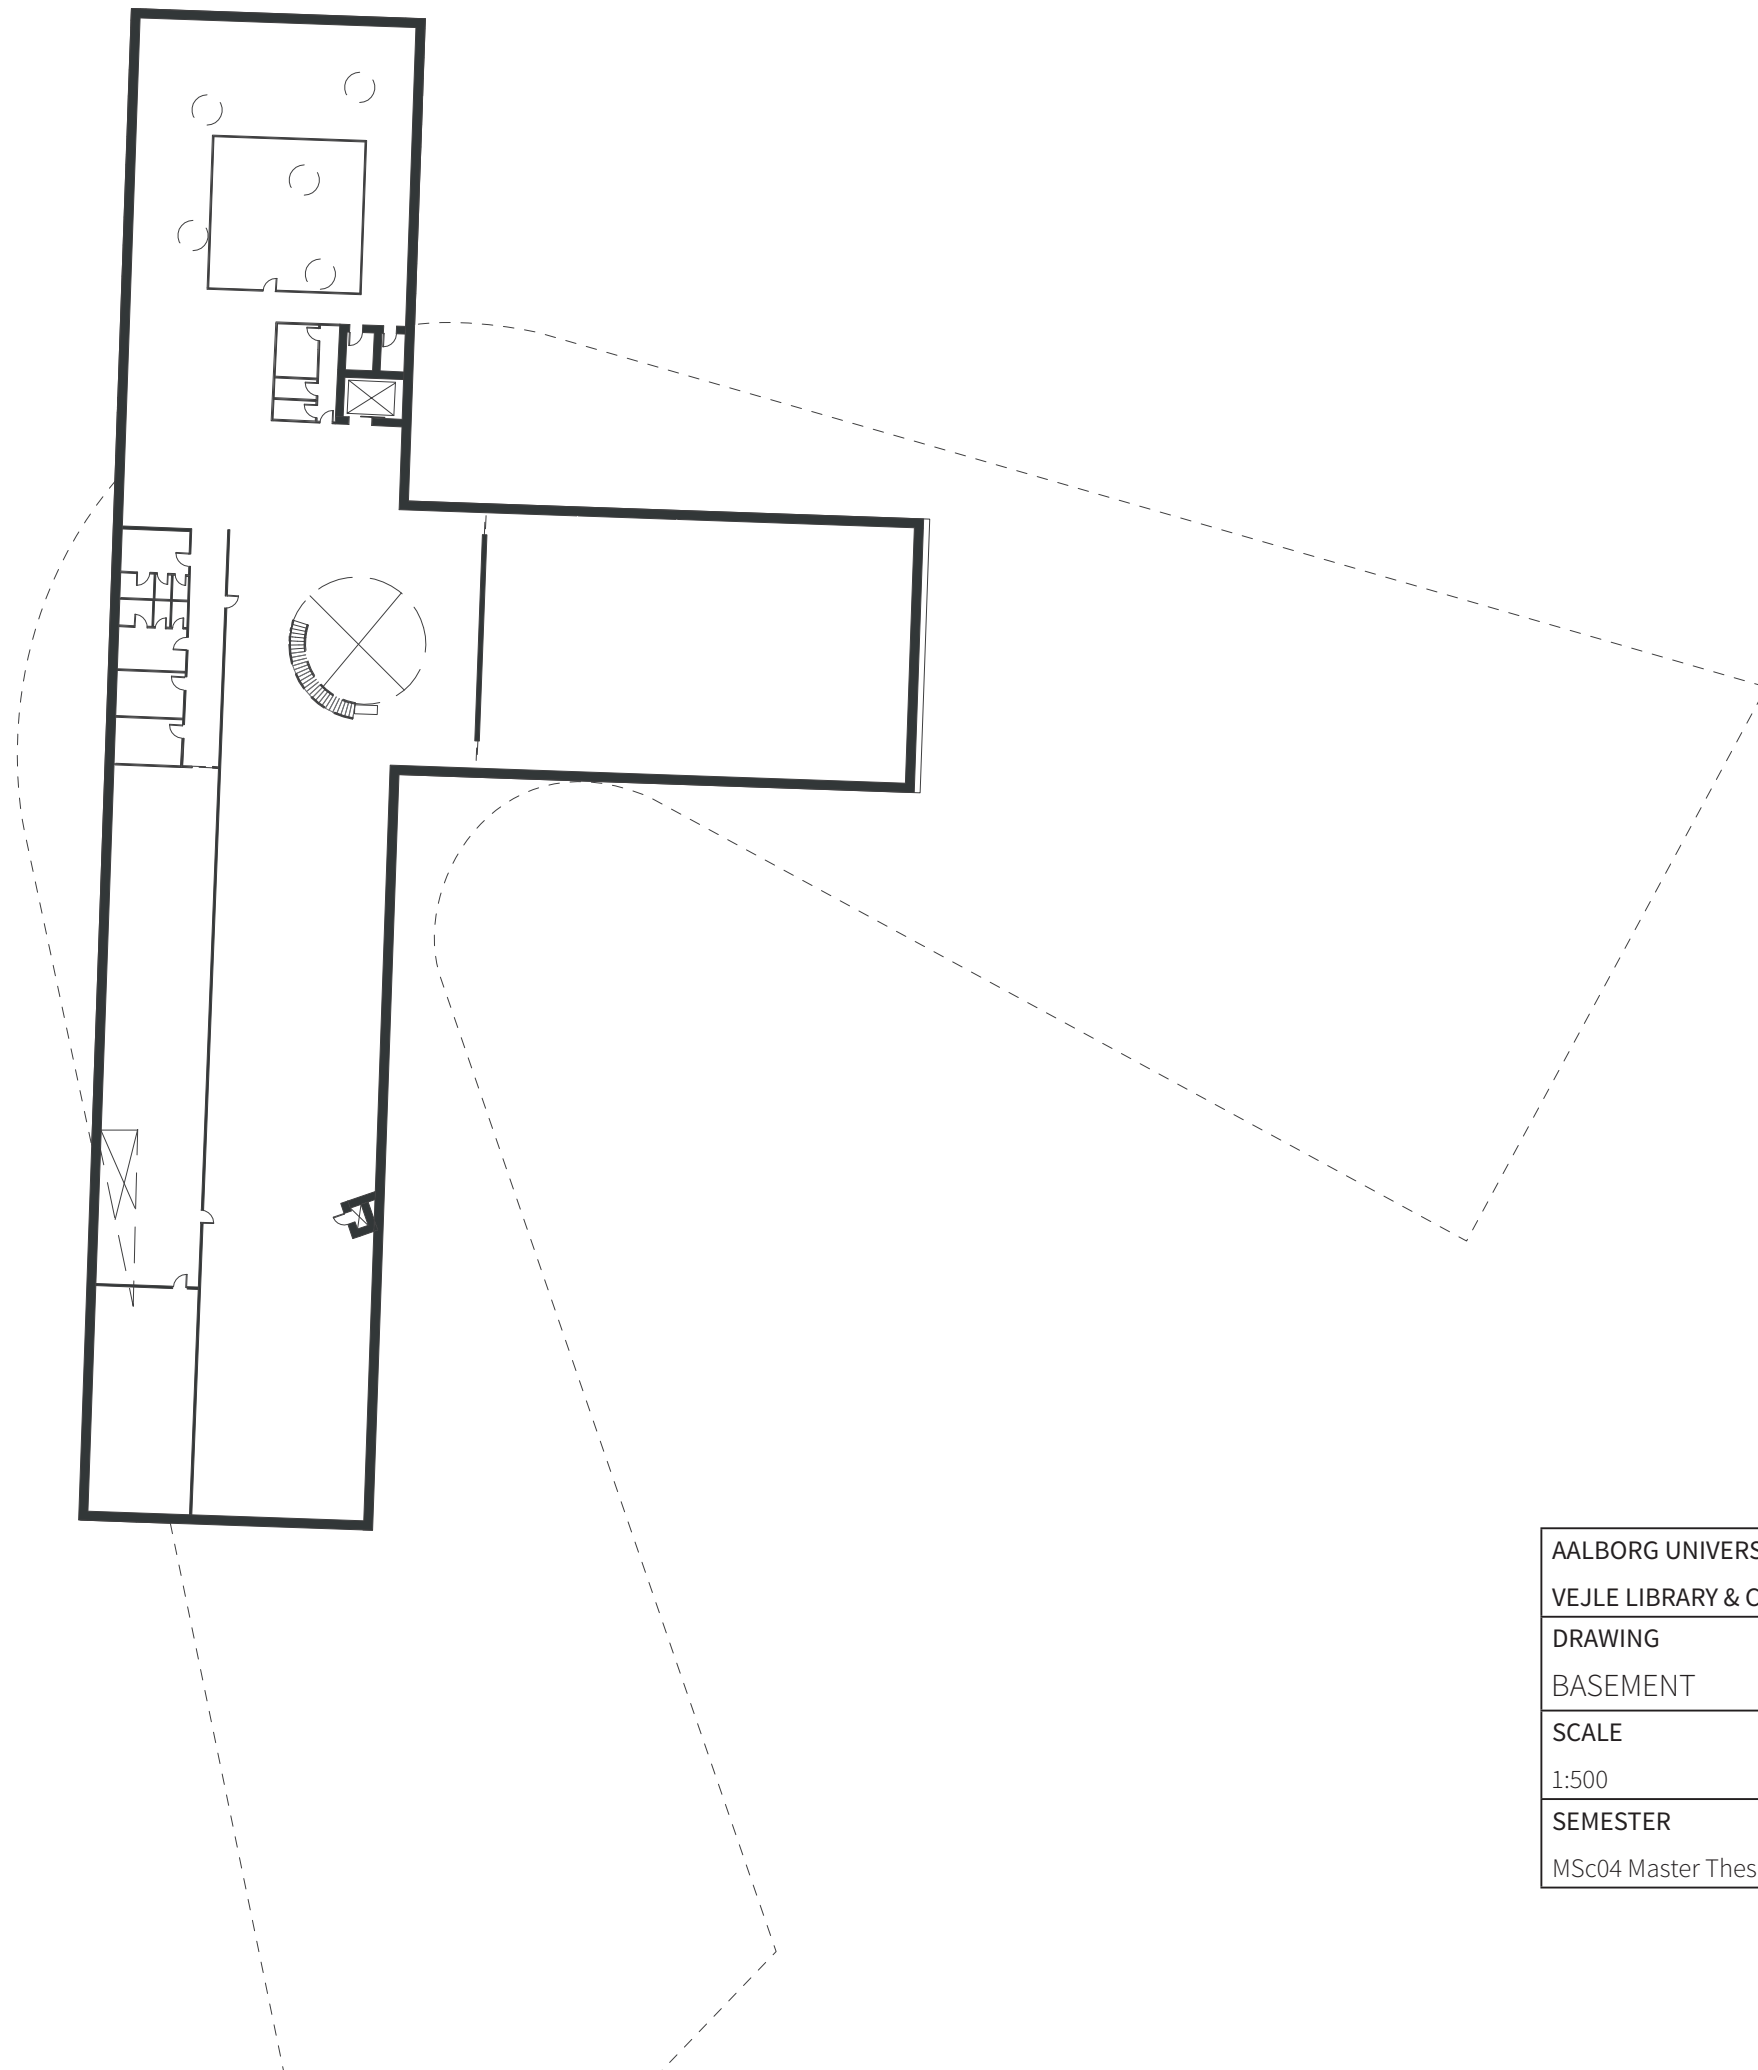 AALBORG UNIVERS
VEJLE LIBRARY &
DRAWING
BASEMENT
SCALE
1:500
SEMESTER
MSc04 Master Thes